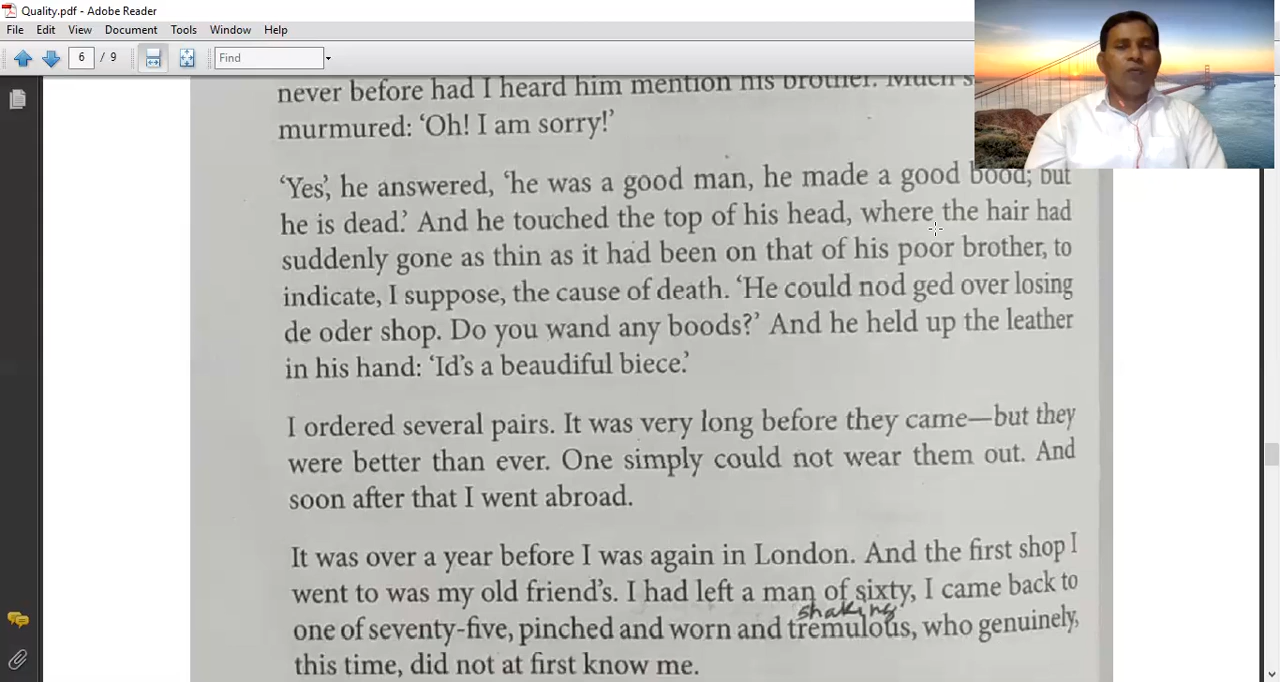 Quality.pdf - Adobe Reader
File Edit View Document Tools Window Help
6 / 9 Find
never before had I heard him mention his brother. Much s
murmured: ‘Oh! I am sorry!’
‘Yes’, he answered, ‘he was a good man, he made a good bood; but
he is dead.’ And he touched the top of his head, where the hair had
suddenly gone as thin as it had been on that of his poor brother, to
indicate, I suppose, the cause of death. ‘He could nod ged over losing
de oder shop. Do you wand any boods?’ And he held up the leather
in his hand: ‘Id’s a beaudiful biece.’
I ordered several pairs. It was very long before they came—but they
were better than ever. One simply could not wear them out. And
soon after that I went abroad.
It was over a year before I was again in London. And the first shop I
went to was my old friend’s. I had left a man of sixty, I came back to
shaking
one of seventy-five, pinched and worn and tremulous, who genuinely,
this time, did not at first know me.